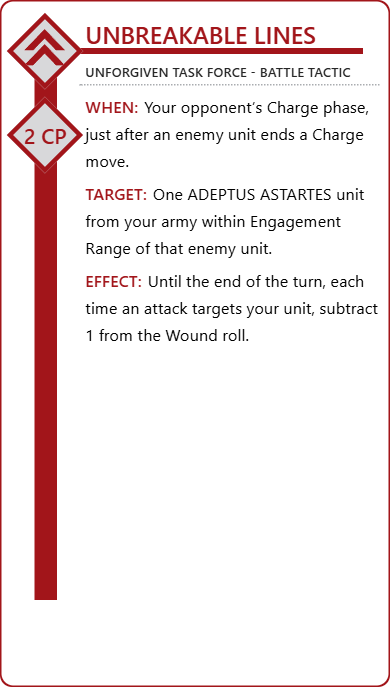 UNBREAKABLE LINES
UNFORGIVEN TASK FORCE - BATTLE TACTIC
2 CP
WHEN: Your opponent’s Charge phase,
just after an enemy unit ends a Charge
move.
TARGET: One ADEPTUS ASTARTES unit
from your army within Engagement
Range of that enemy unit.
EFFECT: Until the end of the turn, each
time an attack targets your unit, subtract
1 from the Wound roll.